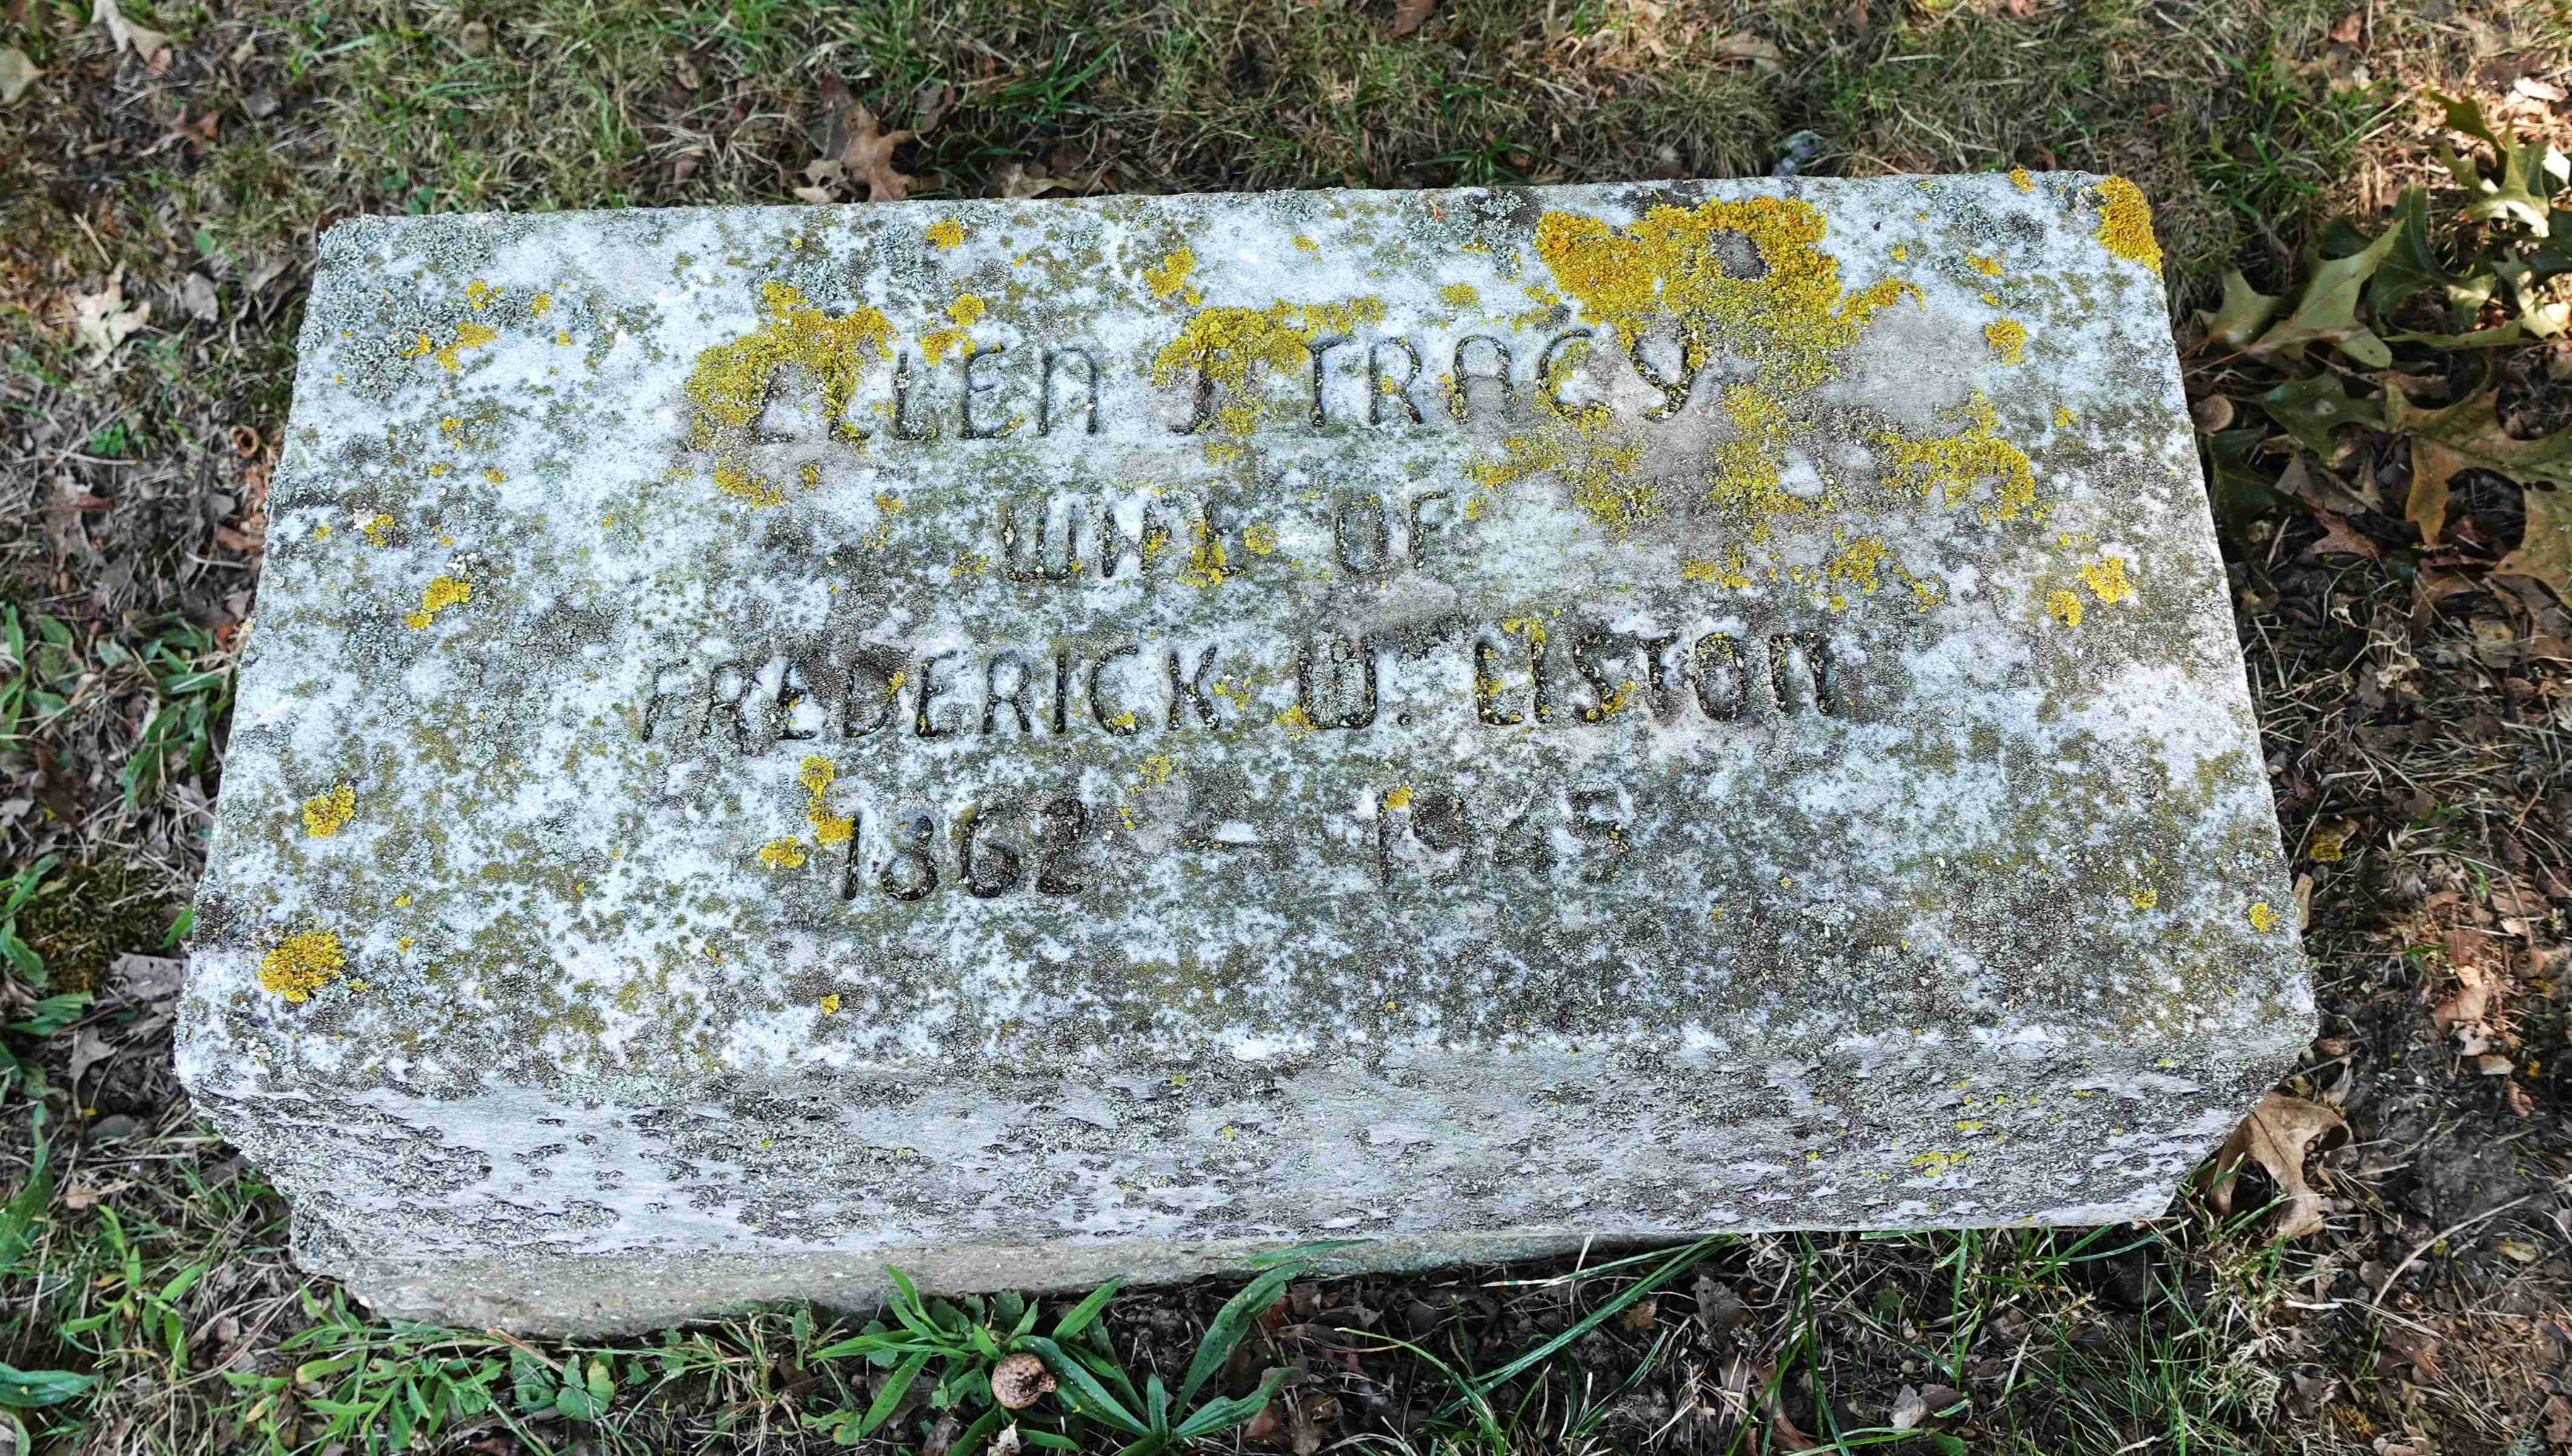 ELLEN J TRACY
WIFE OF
FREDERICK W. LISTON
1862 – 1945